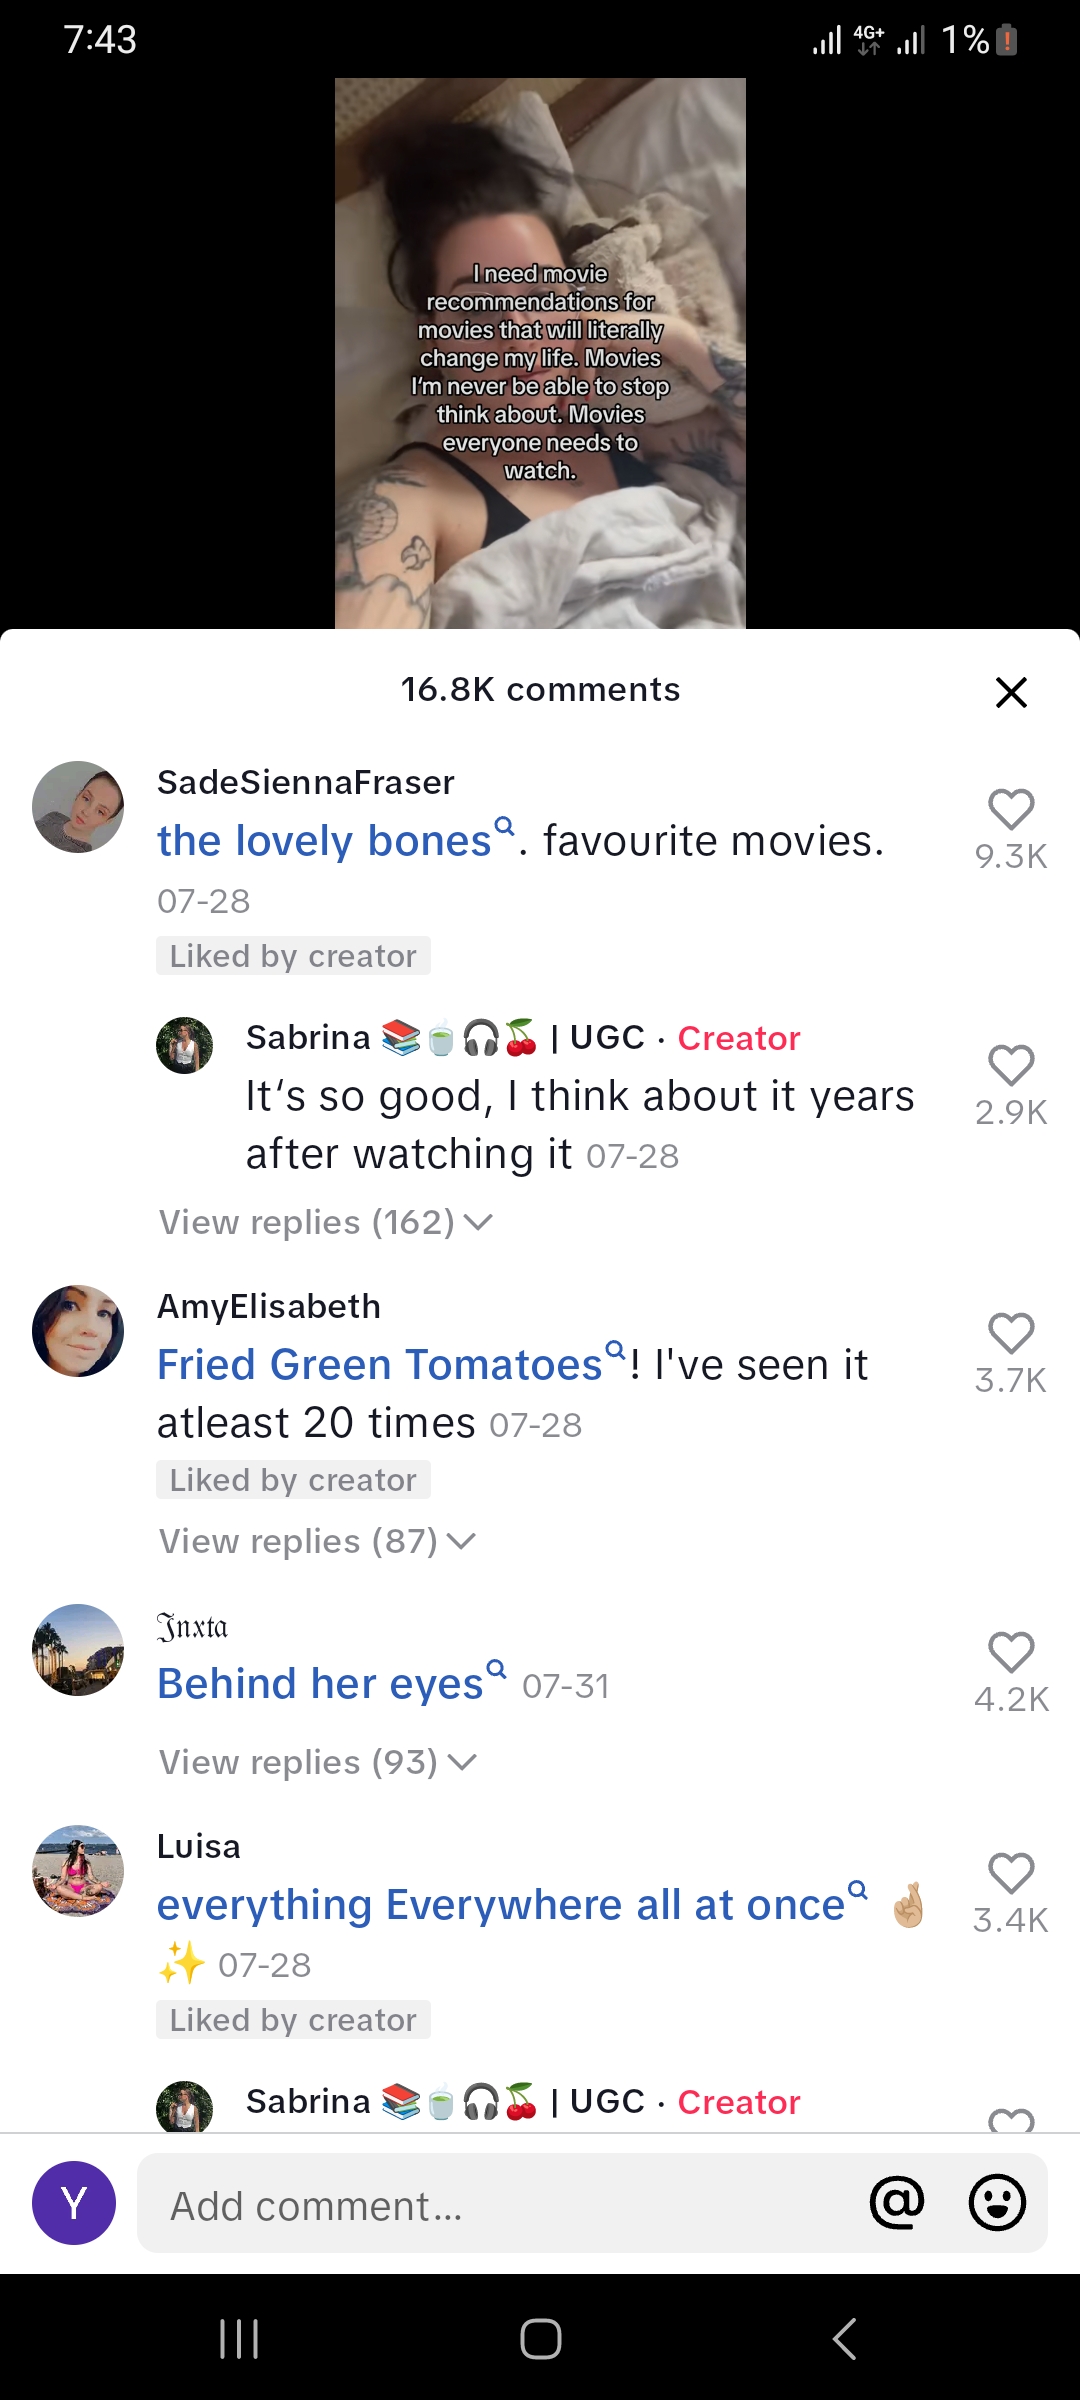 7:43
4G+
1%
I need movie
recommendations for
movies that will literally
change my life. Movies
I'm never be able to stop
think about. Movies
everyone needs to
watch.
16.8K comments
SadeSiennaFraser
the lovely bones. favourite movies.
9.3K
07-28
Liked by creator
Sabrina 📚🍵🎧🍒 | UGC · Creator
It‘s so good, I think about it years
2.9K
after watching it 07-28
View replies (162)
AmyElisabeth
Fried Green Tomatoes! I've seen it
3.7K
atleast 20 times 07-28
Liked by creator
View replies (87)
ℑ𝔫𝔵𝔱𝔞
Behind her eyes 07-31
4.2K
View replies (93)
Luisa
everything Everywhere all at once 🤞🏼
3.4K
✨ 07-28
Liked by creator
Sabrina 📚🍵🎧🍒 | UGC · Creator
Y
Add comment...
@